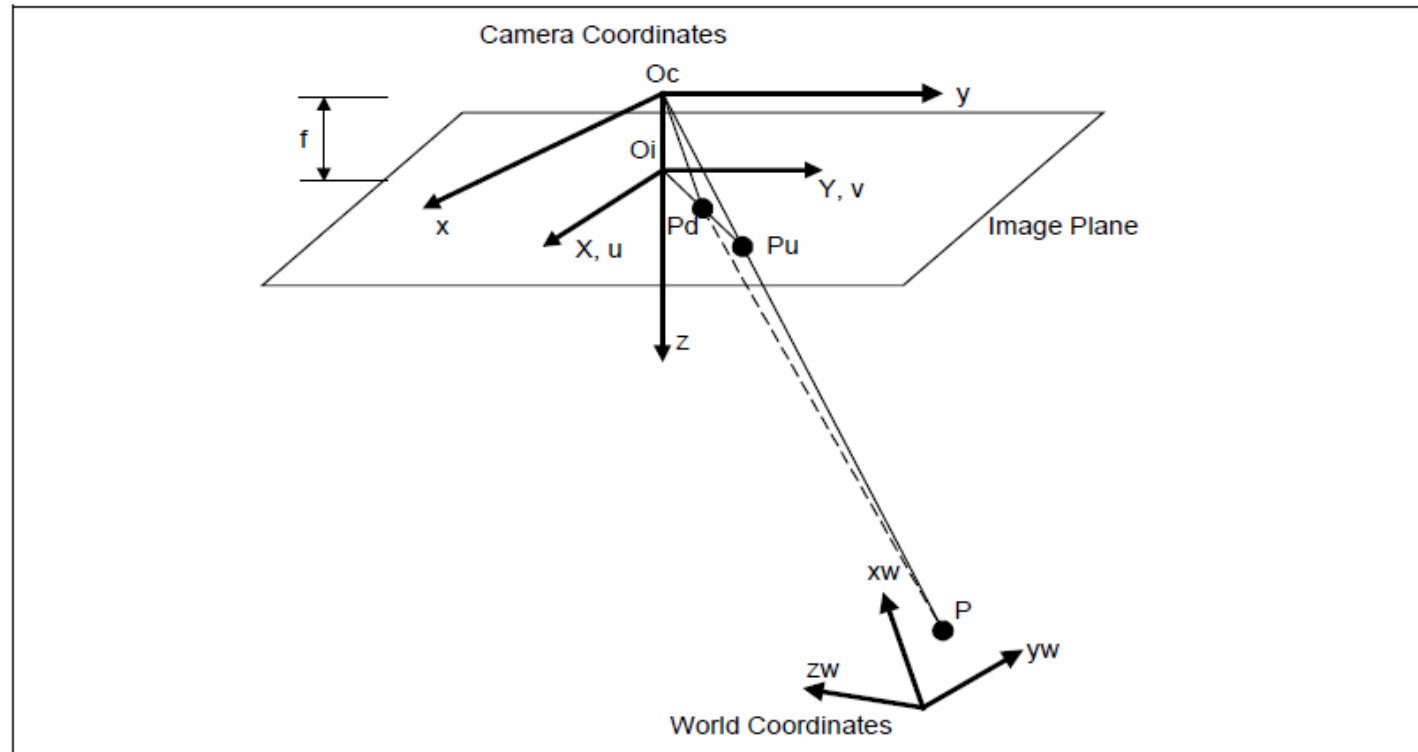 Camera Coordinates
Oc
y
f
Oi
Y, v
x
Pd
Image Plane
X, u
Pu
z
xw
P
yw
zw
World Coordinates